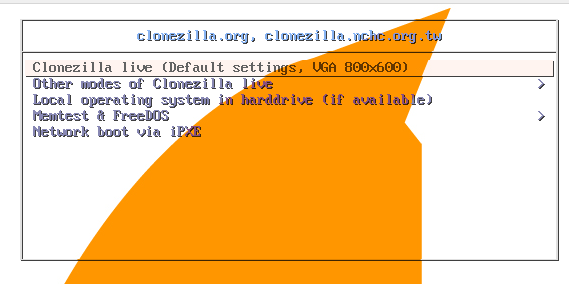 clonezilla.org, clonezilla.nchc.org.tw
Clonezilla live (Default settings, VGA 800x600)
Other modes of Clonezilla live >
Local operating system in harddrive (if available)
Memtest & FreeDOS >
Network boot via iPXE